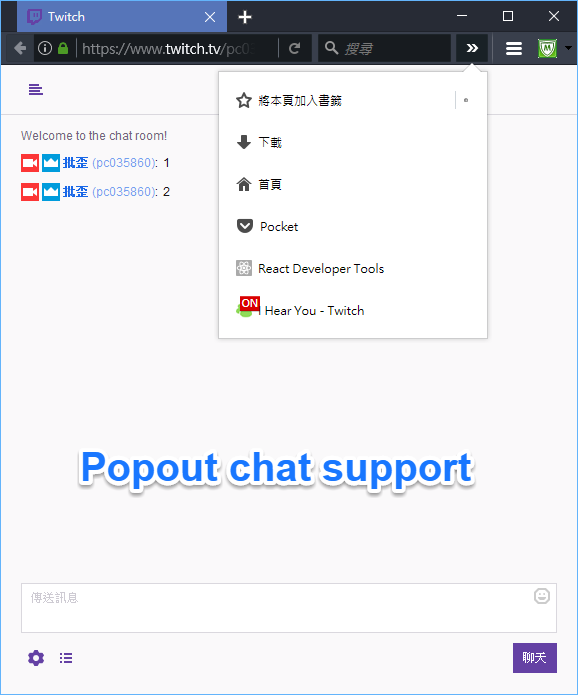 Twitch
https://www.twitch.tv/pc03
搜尋
將本頁加入書籤
下載
首頁
Pocket
React Developer Tools
ON
I Hear You - Twitch
Welcome to the chat room!
批歪 (pc035860): 1
批歪 (pc035860): 2
Popout chat support
傳送訊息
聊天